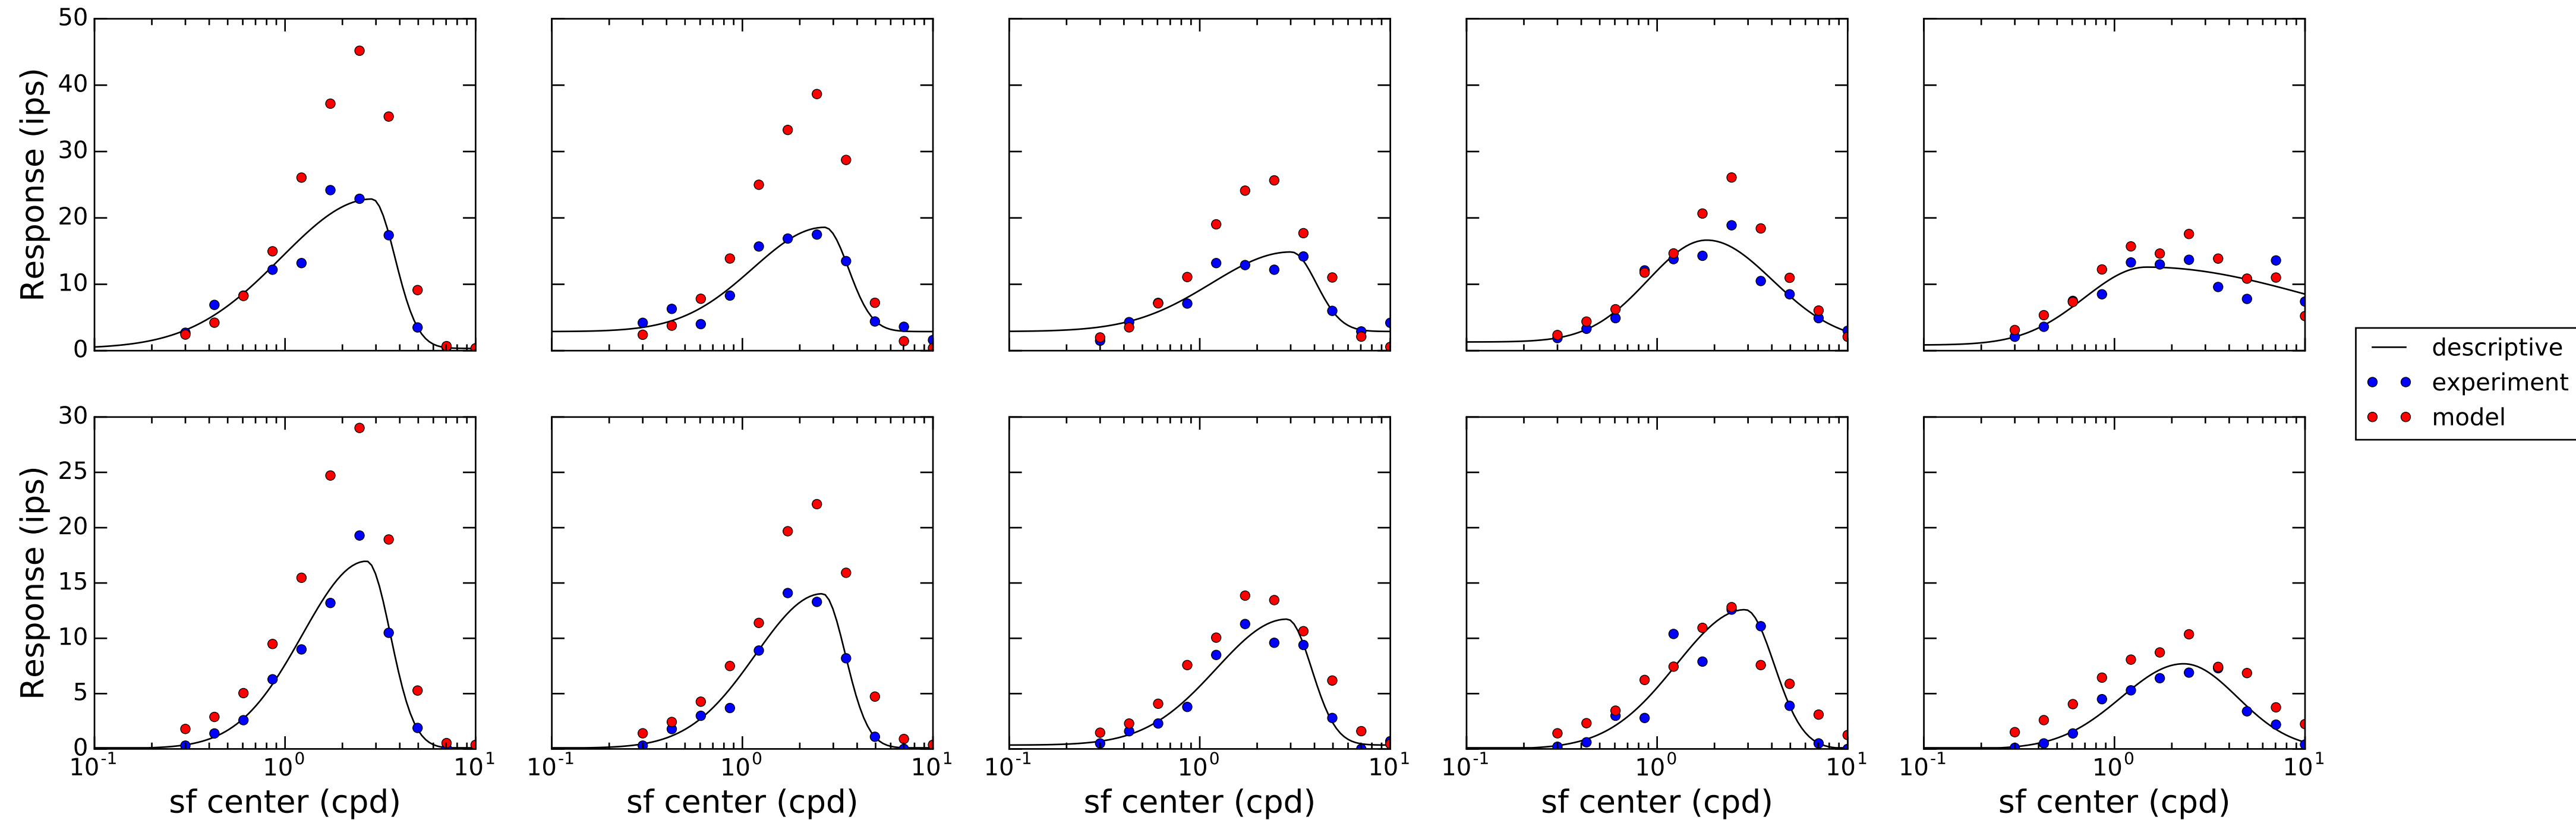 50
40
30
20
10
0
Response (ips)
30
25
20
15
10
5
0
Response (ips)
10^-1 10^0 10^1
10^-1 10^0 10^1
10^-1 10^0 10^1
10^-1 10^0 10^1
10^-1 10^0 10^1
sf center (cpd)
sf center (cpd)
sf center (cpd)
sf center (cpd)
sf center (cpd)
descriptive
experiment
model